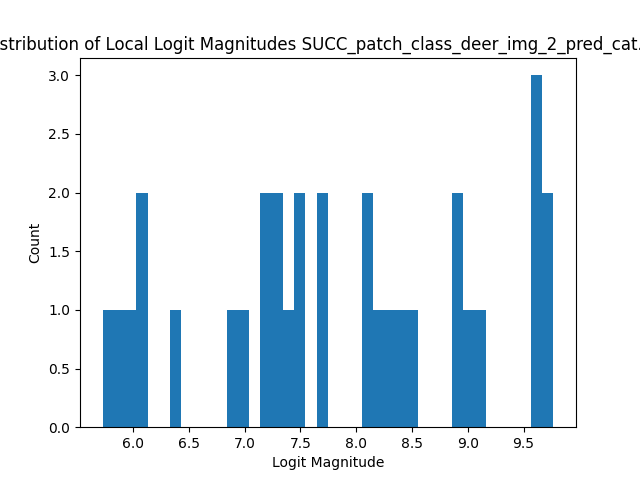 stribution of Local Logit Magnitudes SUCC_patch_class_deer_img_2_pred_cat.
3.0
2.5
2.0
1.5
1.0
0.5
0.0
Count
6.0 6.5 7.0 7.5 8.0 8.5 9.0 9.5
Logit Magnitude